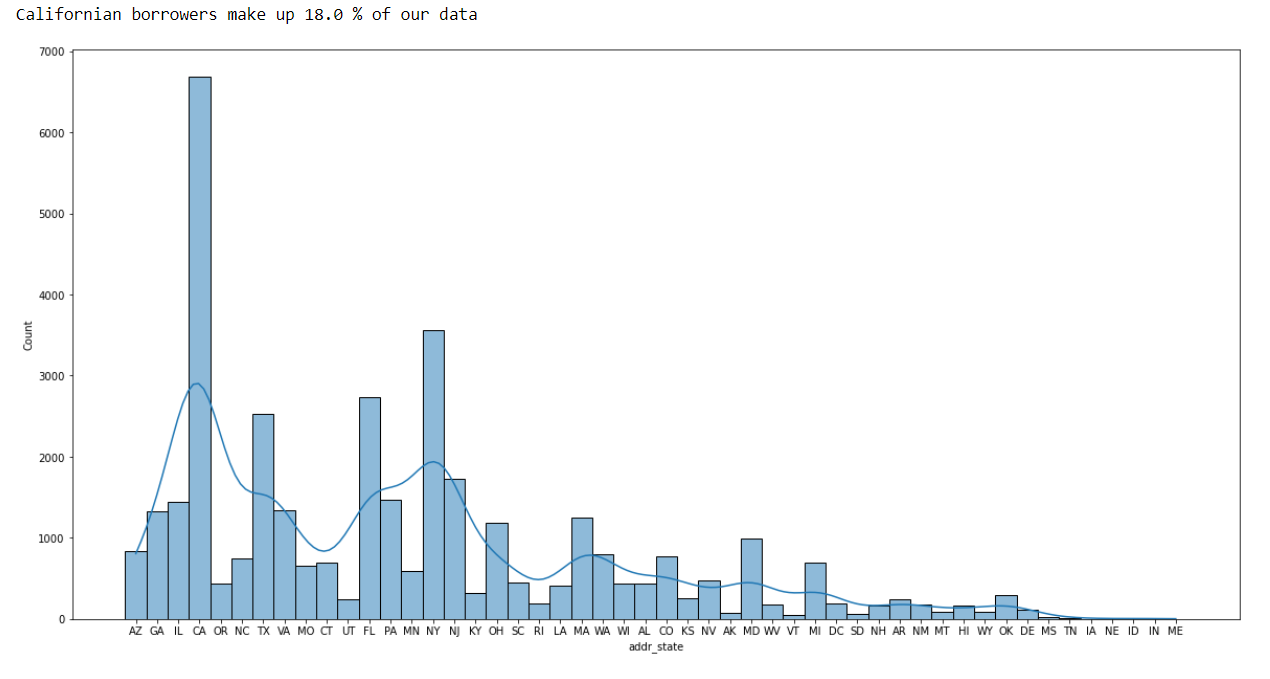 Californian borrowers make up 18.0 % of our data
7000
6000
5000
4000
3000
2000
1000
0
Count
AZ GA IL CA OR NC TX VA MO CT UT FL PA MN NY NJ KY OH SC RI LA MA WA WI AL CO KS NV AK MD WV VT MI DC SD NH AR NM MT HI WY OK DE MS TN IA NE ID IN ME
addr_state